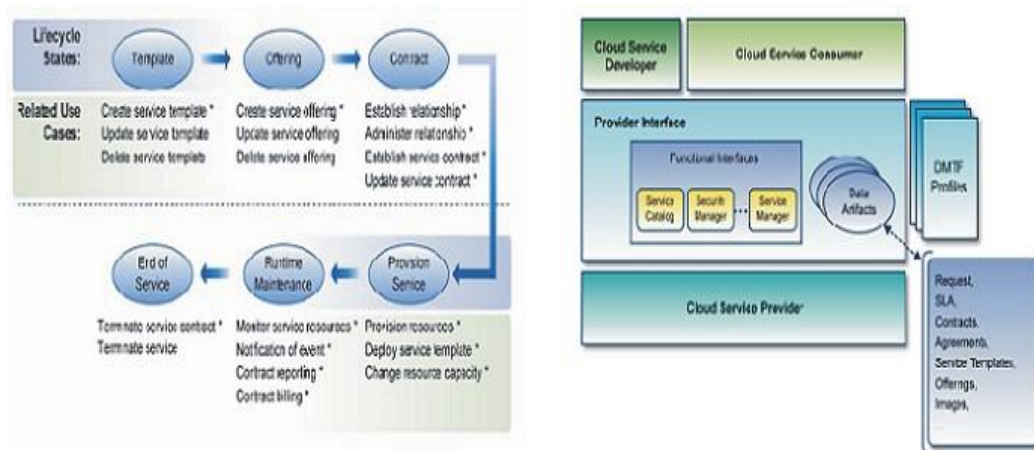 Lifecycle
States:
Template
Offering
Contract
Related Use
Cases:
Create service template *
Update service template
Delete service template
Create service offering *
Update service offering
Delete service offering
Establish relationship *
Administer relationship *
Establish service contract *
Update service contract *
End of
Service
Runtime
Maintenance
Provision
Service
Terminate service contract *
Terminate service
Monitor service resources *
Notification of event *
Contract reporting *
Contract billing *
Provision resources *
Deploy service template *
Change resource capacity *
Cloud Service
Developer
Cloud Service Consumer
Provider Interface
Functional Interfaces
Service
Catalog
Security
Manager
...
Service
Manager
Data
Artifacts
DMTF
Profiles
Cloud Service Provider
Request,
SLA,
Contracts,
Agreements,
Service Templates,
Offerings,
Images,
...